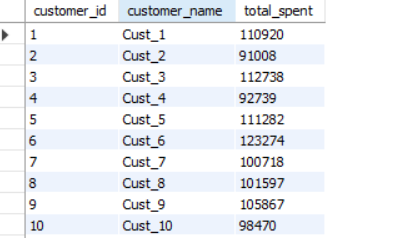 customer_id customer_name total_spent
1 Cust_1 110920
2 Cust_2 91008
3 Cust_3 112738
4 Cust_4 92739
5 Cust_5 111282
6 Cust_6 123274
7 Cust_7 100718
8 Cust_8 101597
9 Cust_9 105867
10 Cust_10 98470